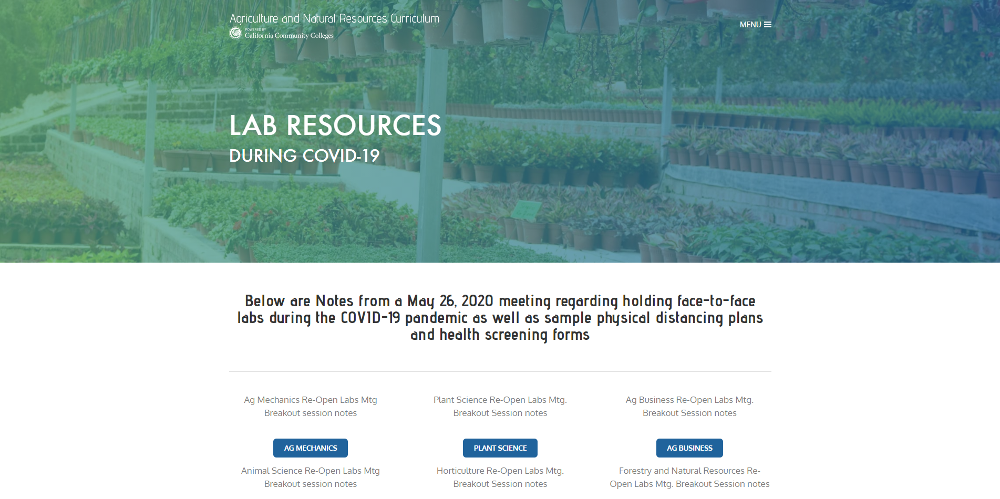 Agriculture and Natural Resources Curriculum
POWERED BY
California Community Colleges
MENU
LAB RESOURCES
DURING COVID-19
Below are Notes from a May 26, 2020 meeting regarding holding face-to-face
labs during the COVID-19 pandemic as well as sample physical distancing plans
and health screening forms
Ag Mechanics Re-Open Labs Mtg
Breakout session notes
Plant Science Re-Open Labs Mtg.
Breakout Session notes
Ag Business Re-Open Labs Mtg.
Breakout Session notes
AG MECHANICS
PLANT SCIENCE
AG BUSINESS
Animal Science Re-Open Labs Mtg
Breakout session notes
Horticulture Re-Open Labs Mtg.
Breakout Session notes
Forestry and Natural Resources Re-
Open Labs Mtg. Breakout Session notes